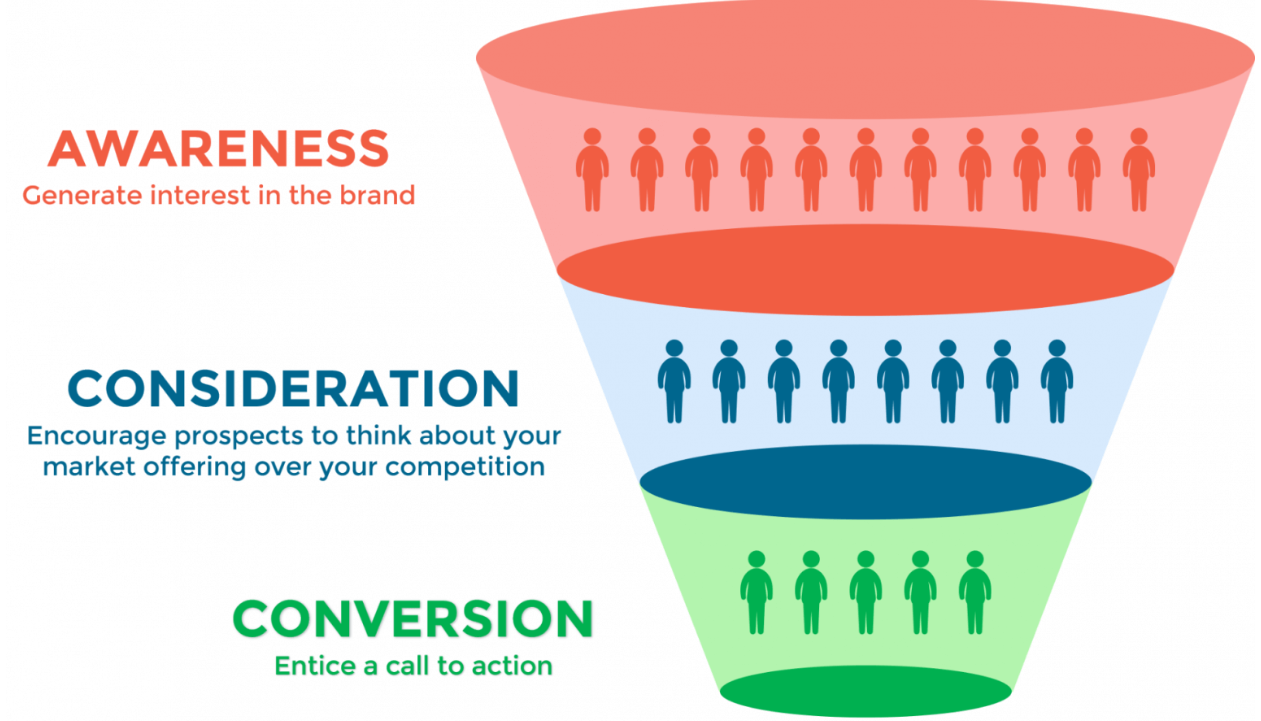 AWARENESS
Generate interest in the brand
CONSIDERATION
Encourage prospects to think about your
market offering over your competition
CONVERSION
Entice a call to action